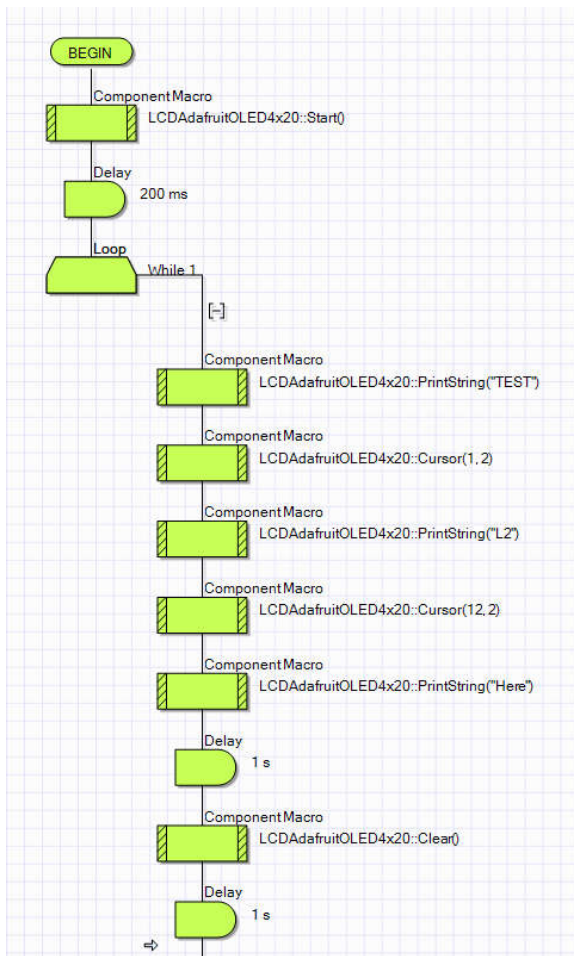 BEGIN
Component Macro
LCDAdafruitOLED4x20::Start()
Delay
200 ms
Loop
While 1
[-]
Component Macro
LCDAdafruitOLED4x20::PrintString("TEST")
Component Macro
LCDAdafruitOLED4x20::Cursor(1, 2)
Component Macro
LCDAdafruitOLED4x20::PrintString("L2")
Component Macro
LCDAdafruitOLED4x20::Cursor(12, 2)
Component Macro
LCDAdafruitOLED4x20::PrintString("Here")
Delay
1 s
Component Macro
LCDAdafruitOLED4x20::Clear()
Delay
1 s